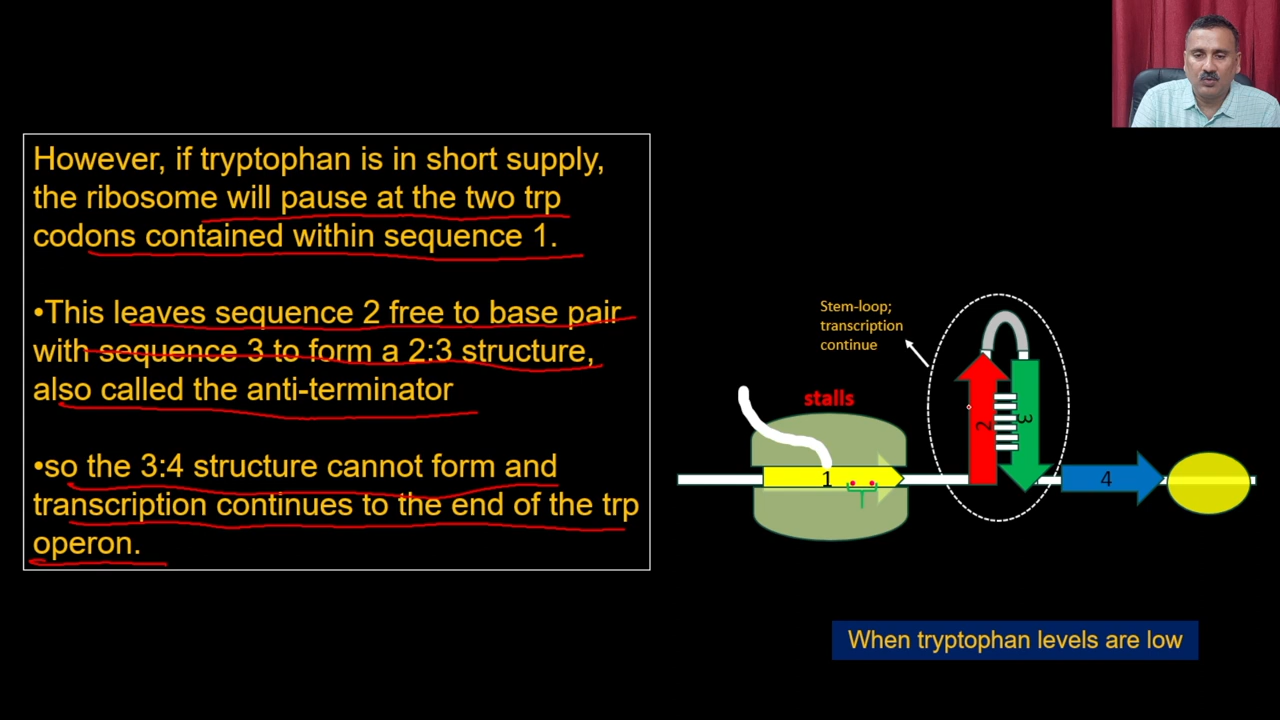 However, if tryptophan is in short supply,
the ribosome will pause at the two trp
codons contained within sequence 1.
•This leaves sequence 2 free to base pair
with sequence 3 to form a 2:3 structure,
also called the anti-terminator
•so the 3:4 structure cannot form and
transcription continues to the end of the trp
operon.
Stem-loop;
transcription
continue
stalls
1
2
3
4
When tryptophan levels are low